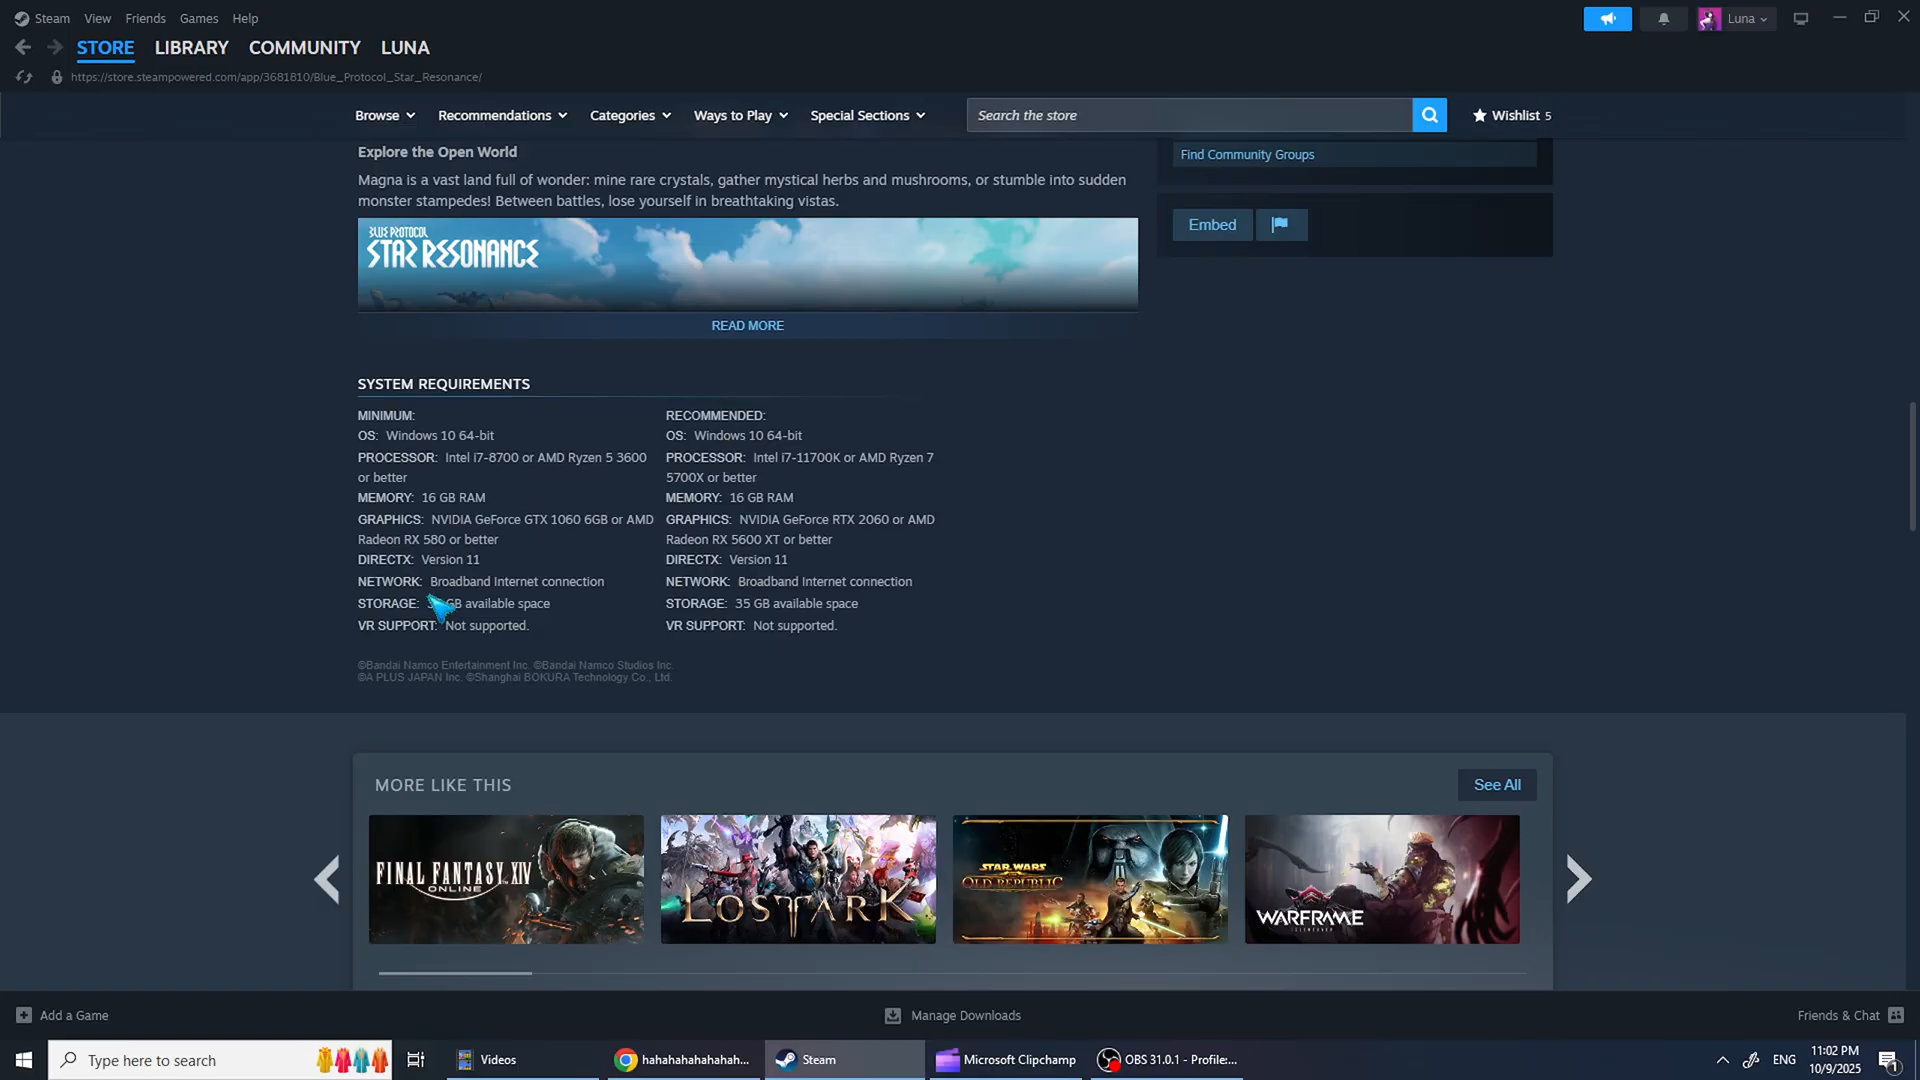 Steam View Friends Games Help
Luna
STORE LIBRARY COMMUNITY LUNA
https://store.steampowered.com/app/3681810/Blue_Protocol_Star_Resonance/
Browse Recommendations Categories Ways to Play Special Sections Search the store Wishlist 5
Explore the Open World
Magna is a vast land full of wonder: mine rare crystals, gather mystical herbs and mushrooms, or stumble into sudden
monster stampedes! Between battles, lose yourself in breathtaking vistas.
BLUE PROTOCOL
STAR RESONANCE
READ MORE
Find Community Groups
Embed
SYSTEM REQUIREMENTS
MINIMUM:
OS: Windows 10 64-bit
PROCESSOR: Intel i7-8700 or AMD Ryzen 5 3600
or better
MEMORY: 16 GB RAM
GRAPHICS: NVIDIA GeForce GTX 1060 6GB or AMD
Radeon RX 580 or better
DIRECTX: Version 11
NETWORK: Broadband Internet connection
STORAGE: GB available space
VR SUPPORT: Not supported.
RECOMMENDED:
OS: Windows 10 64-bit
PROCESSOR: Intel i7-11700K or AMD Ryzen 7
5700X or better
MEMORY: 16 GB RAM
GRAPHICS: NVIDIA GeForce RTX 2060 or AMD
Radeon RX 5600 XT or better
DIRECTX: Version 11
NETWORK: Broadband Internet connection
STORAGE: 35 GB available space
VR SUPPORT: Not supported.
©Bandai Namco Entertainment Inc. ©Bandai Namco Studios Inc.
©A PLUS JAPAN Inc. ©Shanghai BOKURA Technology Co., Ltd.
MORE LIKE THIS
See All
FINAL FANTASY XIV
ONLINE
LOST ARK
STAR WARS
OLD REPUBLIC
WARFRAME
Add a Game
Manage Downloads
Friends & Chat
Type here to search
Videos
hahahahahahahah...
Steam
Microsoft Clipchamp
OBS 31.0.1 - Profile:...
ENG
11:02 PM
10/9/2025
1